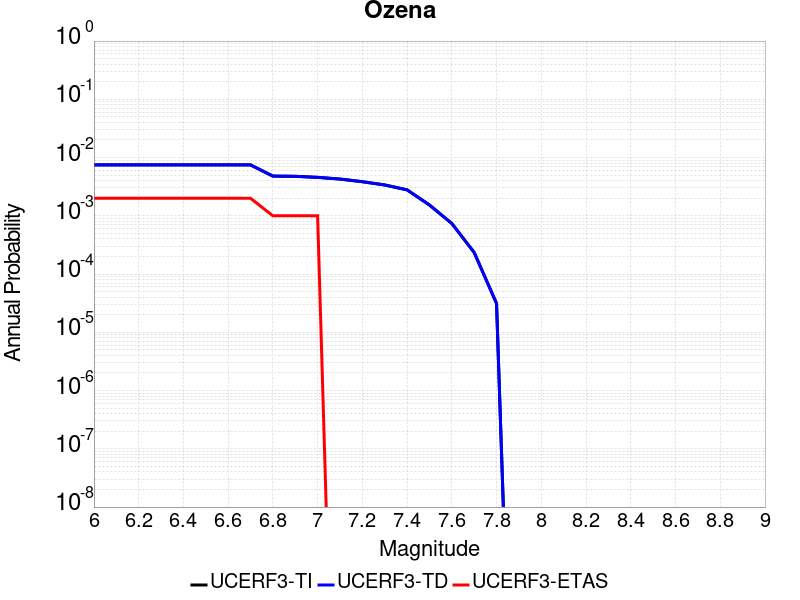 Ozena
10^0
10^-1
10^-2
10^-3
10^-4
10^-5
10^-6
10^-7
10^-8
Annual Probability
6 6.2 6.4 6.6 6.8 7 7.2 7.4 7.6 7.8 8 8.2 8.4 8.6 8.8 9
Magnitude
UCERF3-TI UCERF3-TD UCERF3-ETAS